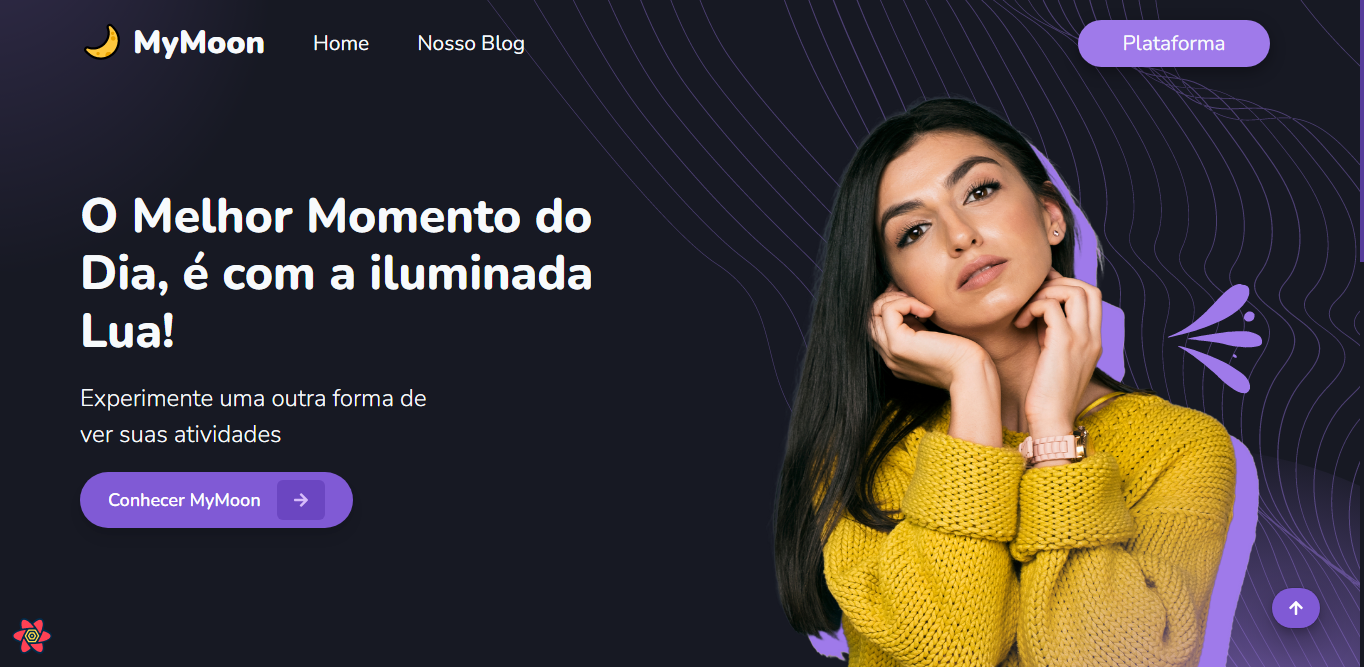 MyMoon
Home
Nosso Blog
Plataforma
O Melhor Momento do
Dia, é com a iluminada
Lua!
Experimente uma outra forma de
ver suas atividades
Conhecer MyMoon